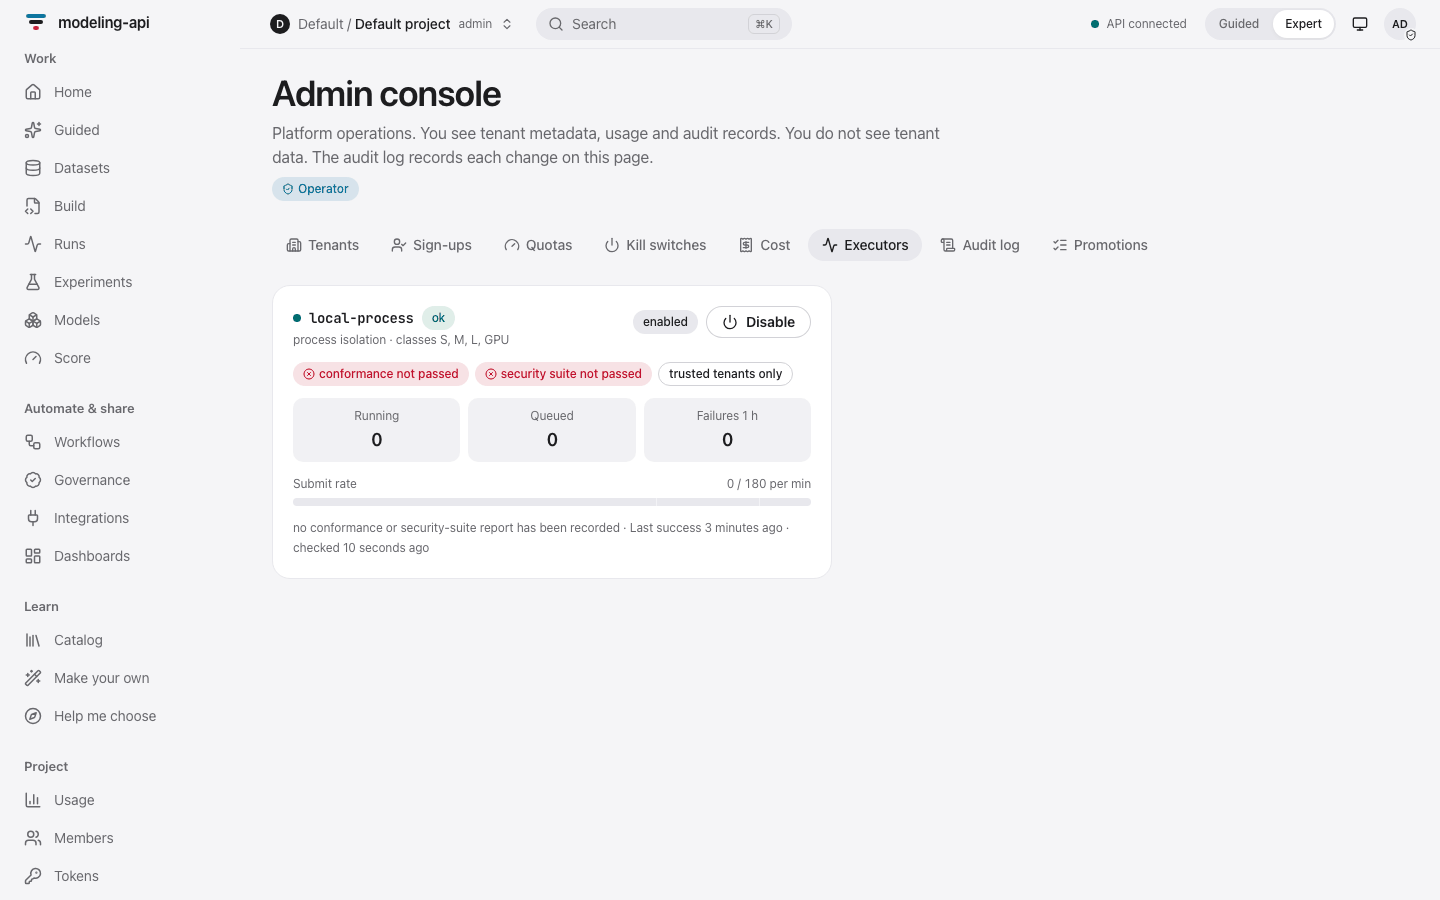 modeling-api
Default / Default project admin
Search
⌘K
API connected
Guided
Expert
AD
Work
Home
Guided
Datasets
Build
Runs
Experiments
Models
Score
Automate & share
Workflows
Governance
Integrations
Dashboards
Learn
Catalog
Make your own
Help me choose
Project
Usage
Members
Tokens
D
Admin console
Platform operations. You see tenant metadata, usage and audit records. You do not see tenant
data. The audit log records each change on this page.
Operator
Tenants
Sign-ups
Quotas
Kill switches
Cost
Executors
Audit log
Promotions
local-process
ok
enabled
Disable
process isolation · classes S, M, L, GPU
conformance not passed
security suite not passed
trusted tenants only
Running
0
Queued
0
Failures 1 h
0
Submit rate
0 / 180 per min
no conformance or security-suite report has been recorded · Last success 3 minutes ago ·
checked 10 seconds ago